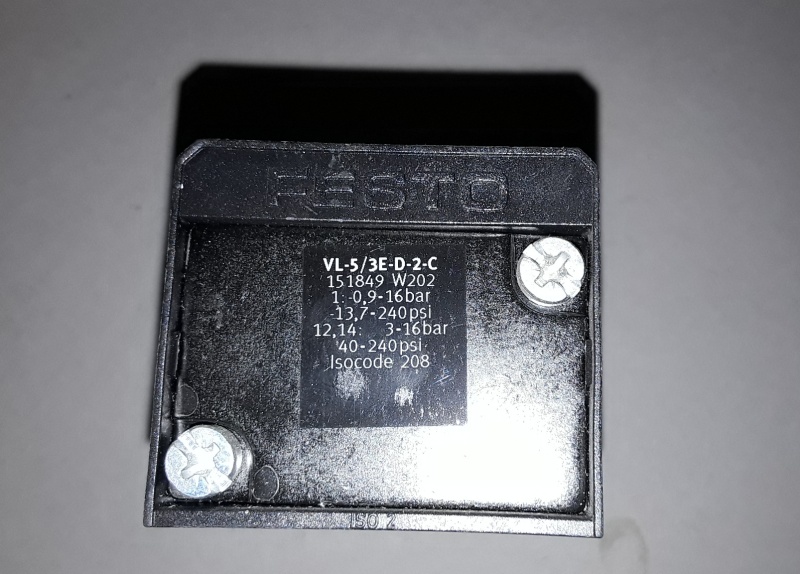 FESTO
VL-5/3E-D-2-C
151849 W202
1: -0,9-16bar
-13,7-240psi
12,14: 3-16bar
40-240psi
Isocode 208
ISO 2